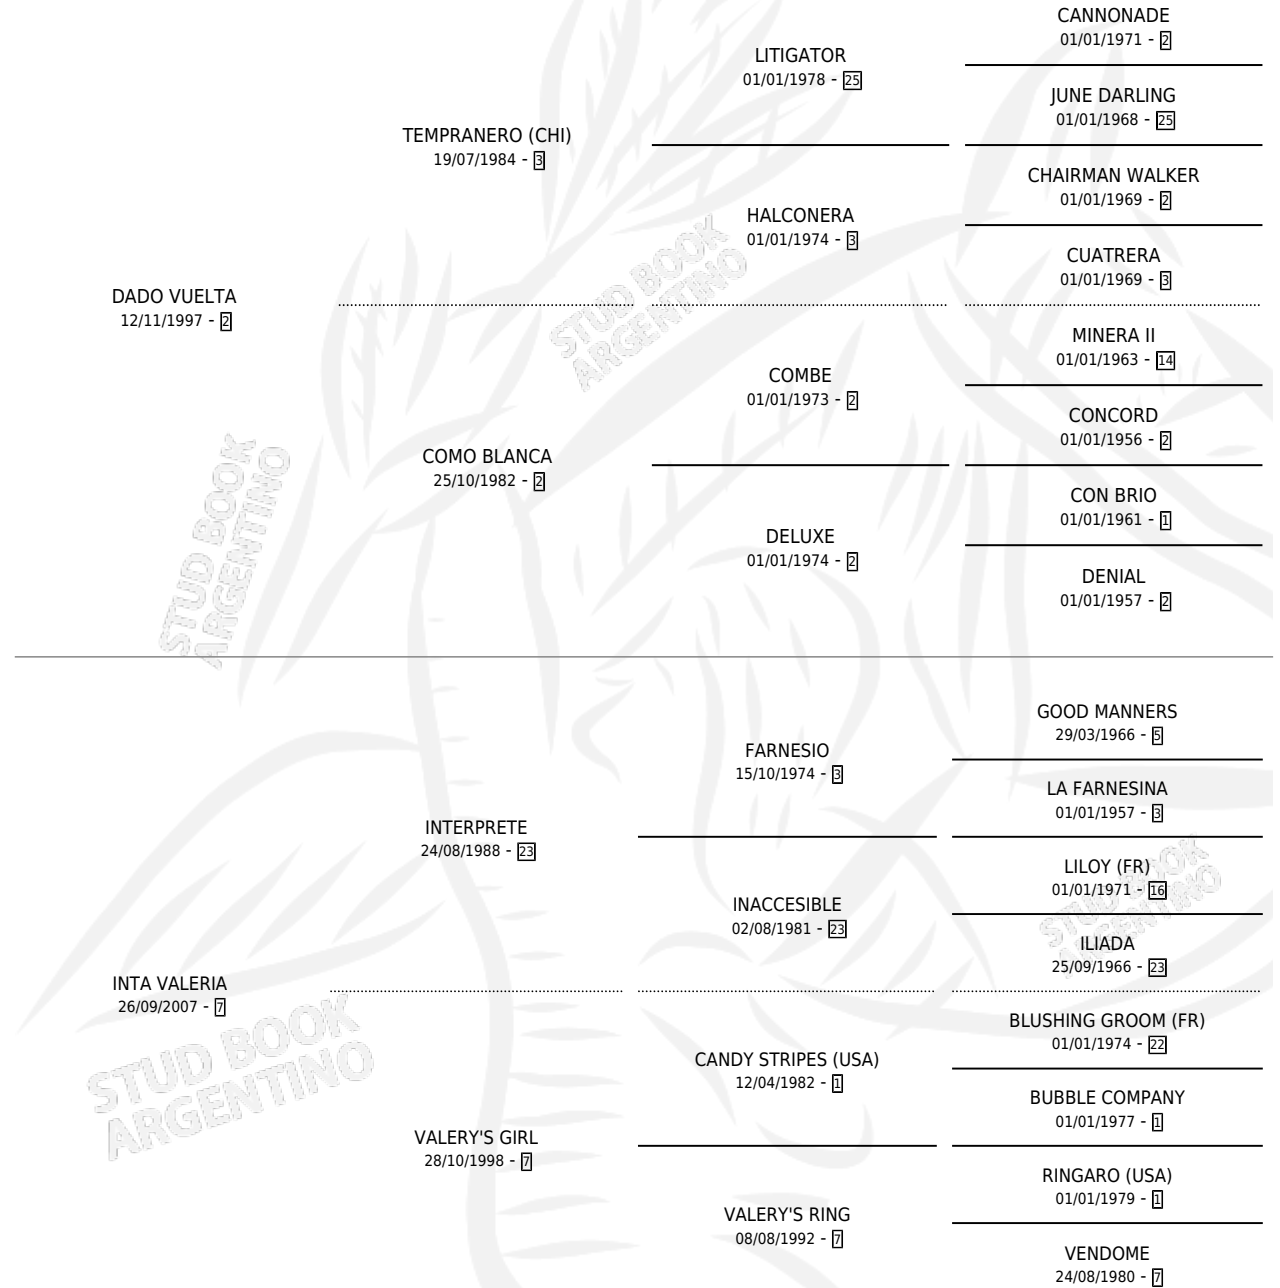 CANNONADE
01/01/1971 - 2
LITIGATOR
01/01/1978 - 25
JUNE DARLING
01/01/1968 - 25
TEMPRANERO (CHI)
19/07/1984 - 3
CHAIRMAN WALKER
01/01/1969 - 2
HALCONERA
01/01/1974 - 3
CUATRERA
01/01/1969 - 3
DADO VUELTA
12/11/1997 - 2
MINERA II
01/01/1963 - 14
COMBE
01/01/1973 - 2
CONCORD
01/01/1956 - 2
COMO BLANCA
25/10/1982 - 2
CON BRIO
01/01/1961 - 1
DELUXE
01/01/1974 - 2
DENIAL
01/01/1957 - 2
GOOD MANNERS
29/03/1966 - 5
FARNESIO
15/10/1974 - 3
LA FARNESINA
01/01/1957 - 3
INTERPRETE
24/08/1988 - 23
LILOY (FR)
01/01/1971 - 16
INACCESIBLE
02/08/1981 - 23
ILIADA
25/09/1966 - 23
INTA VALERIA
26/09/2007 - 7
BLUSHING GROOM (FR)
01/01/1974 - 22
CANDY STRIPES (USA)
12/04/1982 - 1
BUBBLE COMPANY
01/01/1977 - 1
VALERY'S GIRL
28/10/1998 - 7
RINGARO (USA)
01/01/1979 - 1
VALERY'S RING
08/08/1992 - 7
VENDOME
24/08/1980 - 7
STUD BOOK
ARGENTINO
STUD BOOK
ARGENTINO
STUD BOOK
ARGENTINO
STUD BOOK
ARGENTINO